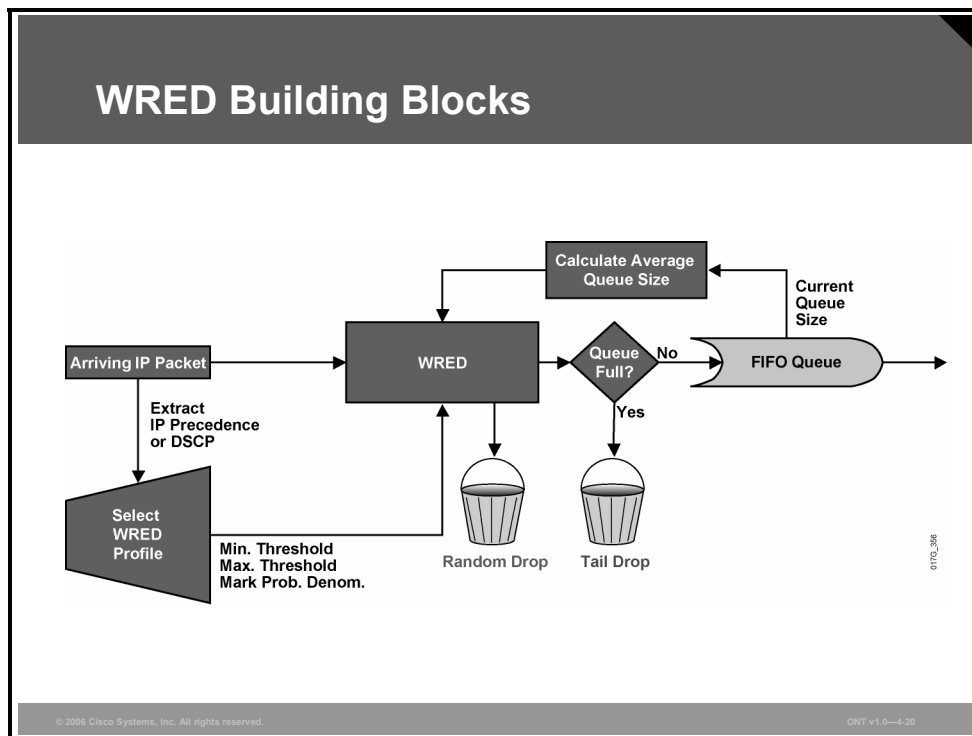 WRED Building Blocks
Calculate Average
Queue Size
Current
Queue
Size
Arriving IP Packet
WRED
Queue
Full?
No
FIFO Queue
Yes
Extract
IP Precedence
or DSCP
Select
WRED
Profile
Min. Threshold
Max. Threshold
Mark Prob. Denom.
Random Drop
Tail Drop
017G_356
© 2006 Cisco Systems, Inc. All rights reserved.
ONT v1.0—4-20